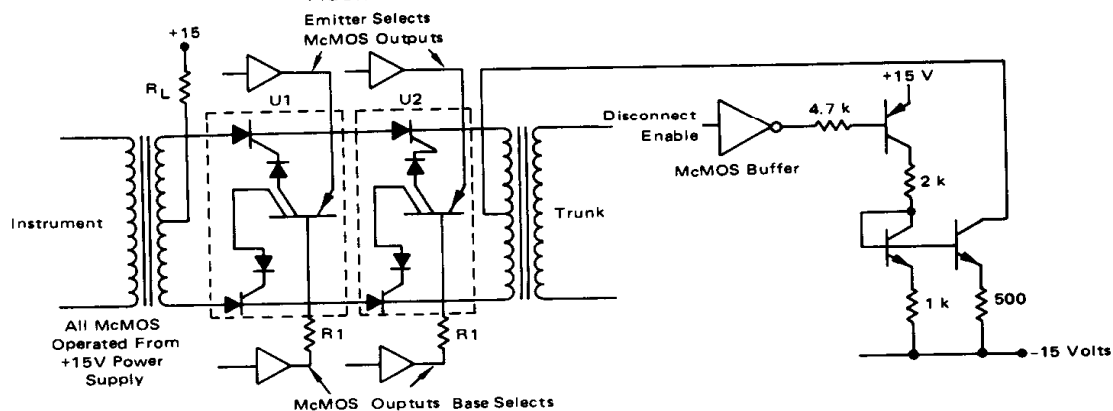 Emitter Selects
McMOS Outputs
+15
R L
U1
U2
+15 V
4.7 k
Disconnect
Enable
McMOS Buffer
2 k
Instrument
Trunk
R1
R1
1 k
500
All McMOS
Operated From
+15V Power
Supply
-15 Volts
McMOS Ouptuts Base Selects